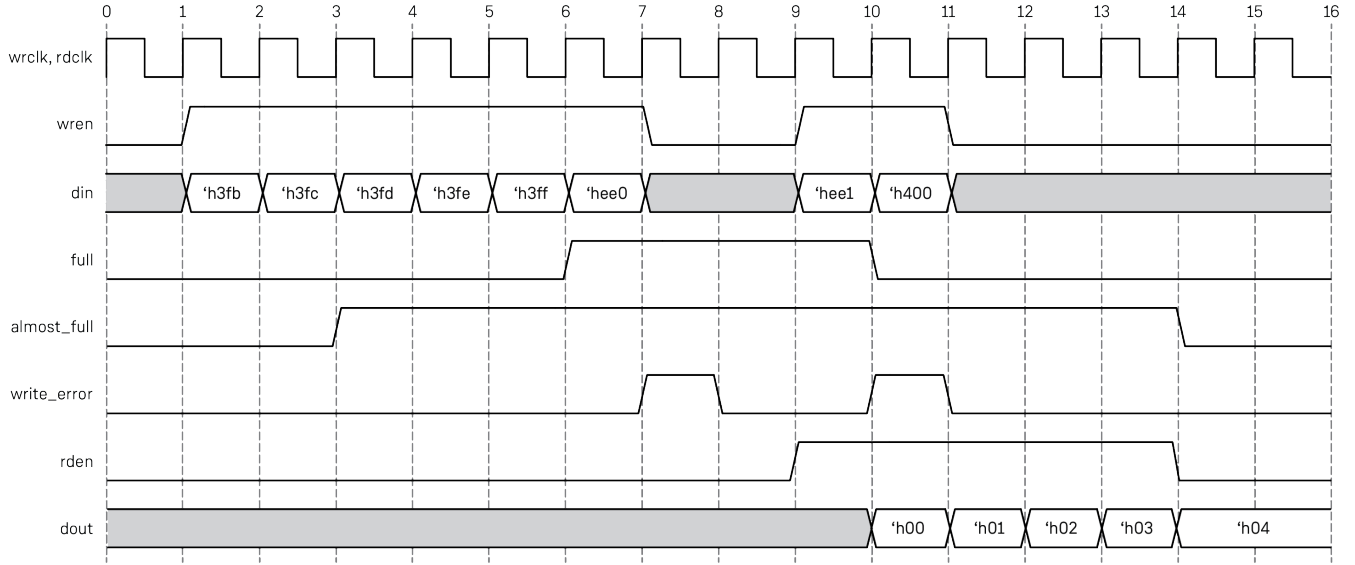 0 1 2 3 4 5 6 7 8 9 10 11 12 13 14 15 16
wrclk, rdclk
wren
din ‘h3fb ‘h3fc ‘h3fd ‘h3fe ‘h3ff ‘hee0 ‘hee1 ‘h400
full
almost_full
write_error
rden
dout ‘h00 ‘h01 ‘h02 ‘h03 ‘h04